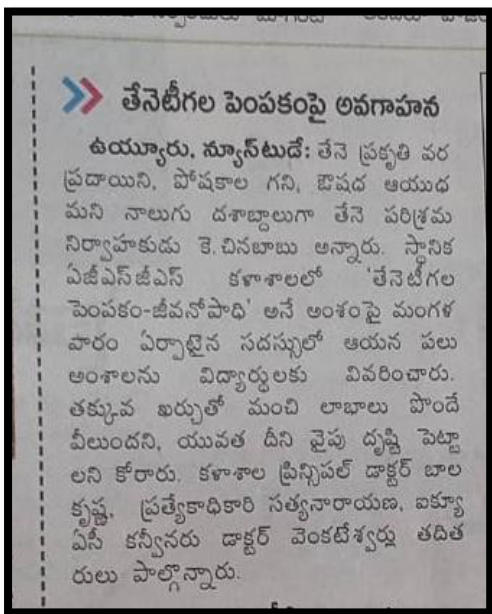 తేనెటీగల పెంపకంపై అవగాహన
ఉయ్యూరు, న్యూస్‌టుడే: తేనె ప్రకృతి వర
ప్రదాయిని, పోషకాల గని, ఔషధ ఆయుధ
మని నాలుగు దశాబ్దాలుగా తేనె పరిశ్రమ
నిర్వాహకుడు కె.చినబాబు అన్నారు. స్థానిక
ఏజీఎస్‌జీఎస్ కళాశాలలో 'తేనెటీగల
పెంపకం-జీవనోపాధి' అనే అంశంపై మంగళ
వారం ఏర్పాటైన సదస్సులో ఆయన పలు
అంశాలను విద్యార్థులకు వివరించారు.
తక్కువ ఖర్చుతో మంచి లాభాలు పొందే
వీలుందని, యువత దీని వైపు దృష్టి పెట్టా
లని కోరారు. కళాశాల ప్రిన్సిపల్ డాక్టర్ బాల
కృష్ణ, ప్రత్యేకాధికారి సత్యనారాయణ, ఐక్యూ
ఏసీ కన్వీనరు డాక్టర్ వెంకటేశ్వర్లు తదిత
రులు పాల్గొన్నారు.